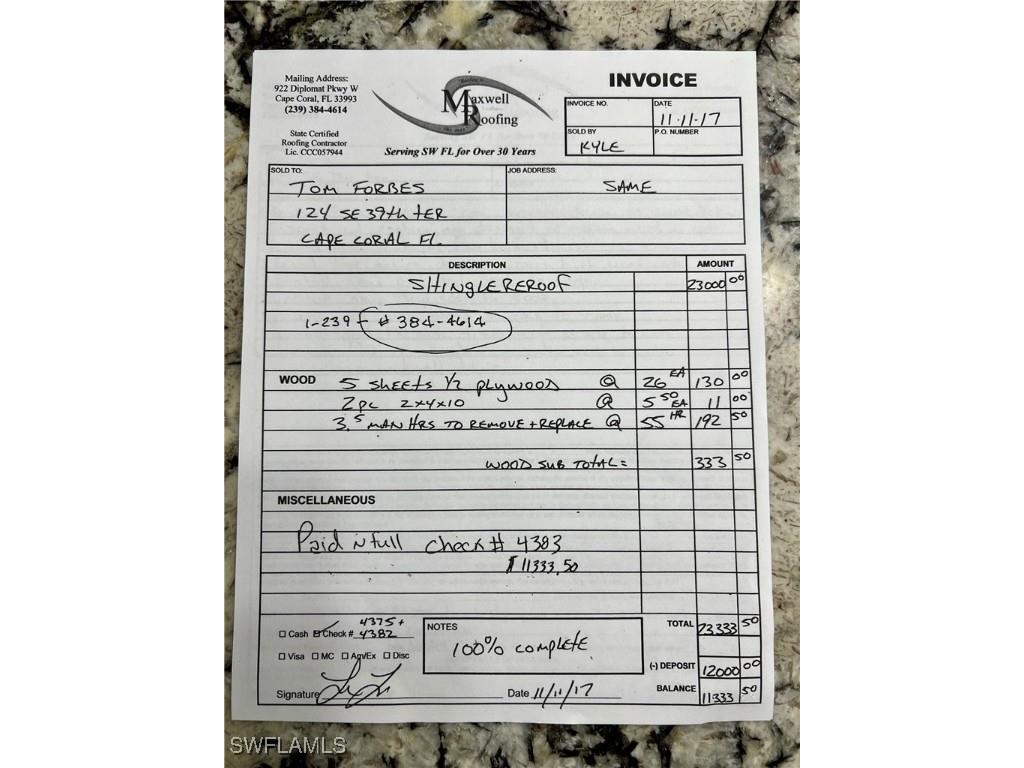 Mailing Address:
922 Diplomat Pkwy W
Cape Coral, FL 33993
(239) 384-4614
State Certified
Roofing Contractor
Lic. CCC057944
Maxwell
Roofing
Serving SW FL for Over 30 Years
INVOICE
INVOICE NO.
DATE
11-11-17
SOLD BY
KYLE
P.O. NUMBER
SOLD TO:
TOM FORBES
124 SE 39th tER
CAPE CORAL FL
JOB ADDRESS:
SAME
DESCRIPTION AMOUNT
SHINGLE REROOF 23000 00
1-239 - # 384-4614
WOOD 5 SHEETS 1/2 PLYWOOD @ 26 EA 130 00
2 pc 2x4x10 @ 5 50 EA 11 00
3.5 MAN HRS TO REMOVE + REPLACE @ 55 HR 192 50
WOOD SUB TOTAL = 333 50
MISCELLANEOUS
Paid n full check # 4383
$11333.50
4375 +
☐ Cash ☑ Check # 4382
☐ Visa ☐ MC ☐ Am/Ex ☐ Disc
Signature
NOTES
100% COMPLETE
Date 11/11/17
TOTAL 23333 50
(-) DEPOSIT 12000 00
BALANCE 11333 50
SWFLAMLS